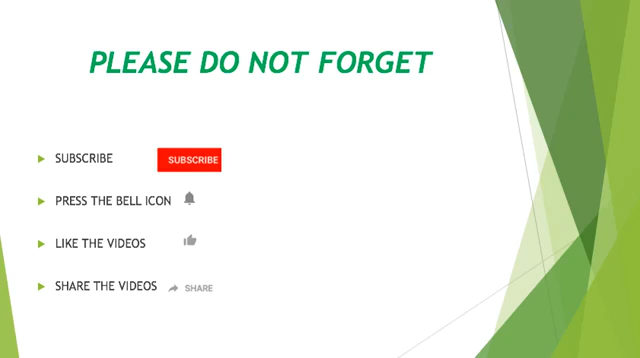 PLEASE DO NOT FORGET
SUBSCRIBE SUBSCRIBE
PRESS THE BELL ICON
LIKE THE VIDEOS
SHARE THE VIDEOS SHARE